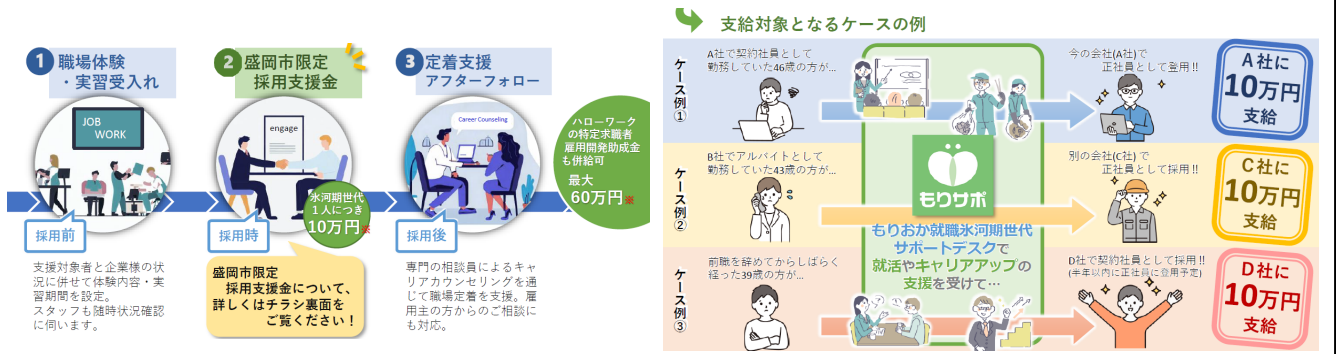 1 職場体験
・実習受入れ
JOB
WORK
採用前
支援対象者と企業様の状
況に併せて体験内容・実
習期間を設定。
スタッフも随時状況確認
に伺います。
2 盛岡市限定
採用支援金
engage
氷河期世代
1人につき
10万円※
採用時
盛岡市限定
採用支援金について、
詳しくはチラシ裏面を
ご覧ください！
3 定着支援
アフターフォロー
Career Counseling
採用後
専門の相談員によるキャ
リアカウンセリングを通
じて職場定着を支援。雇
用主の方からのご相談に
も対応。
ハローワーク
の特定求職者
雇用開発助成金
も併給可
最大
60万円※
支給対象となるケースの例
ケース例①
A社で契約社員として
勤務していた46歳の方が…
今の会社(A社)で
正社員として登用!!
A社に
10万円
支給
ケース例②
B社でアルバイトとして
勤務していた43歳の方が…
もりサポ
もりおか就職氷河期世代
サポートデスクで
就活やキャリアアップの
支援を受けて…
別の会社(C社)で
正社員として採用!!
C社に
10万円
支給
ケース例③
前職を辞めてからしばらく
経った39歳の方が…
D社で契約社員として採用!!
(半年以内に正社員に登用予定)
D社に
10万円
支給